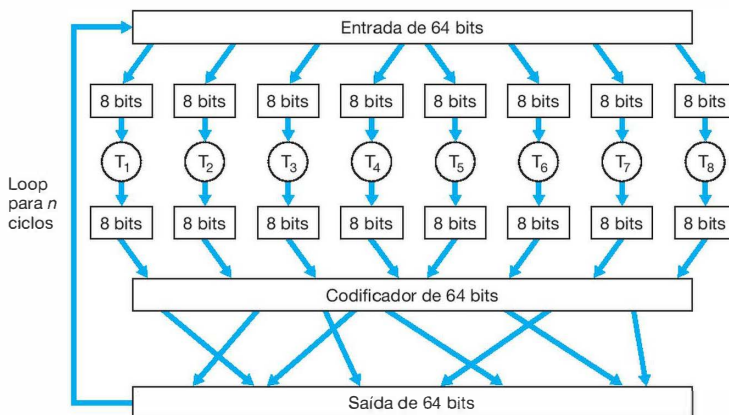 Entrada de 64 bits
8 bits 8 bits 8 bits 8 bits 8 bits 8 bits 8 bits 8 bits
T1 T2 T3 T4 T5 T6 T7 T8
Loop
para n
ciclos
8 bits 8 bits 8 bits 8 bits 8 bits 8 bits 8 bits 8 bits
Codificador de 64 bits
Saída de 64 bits